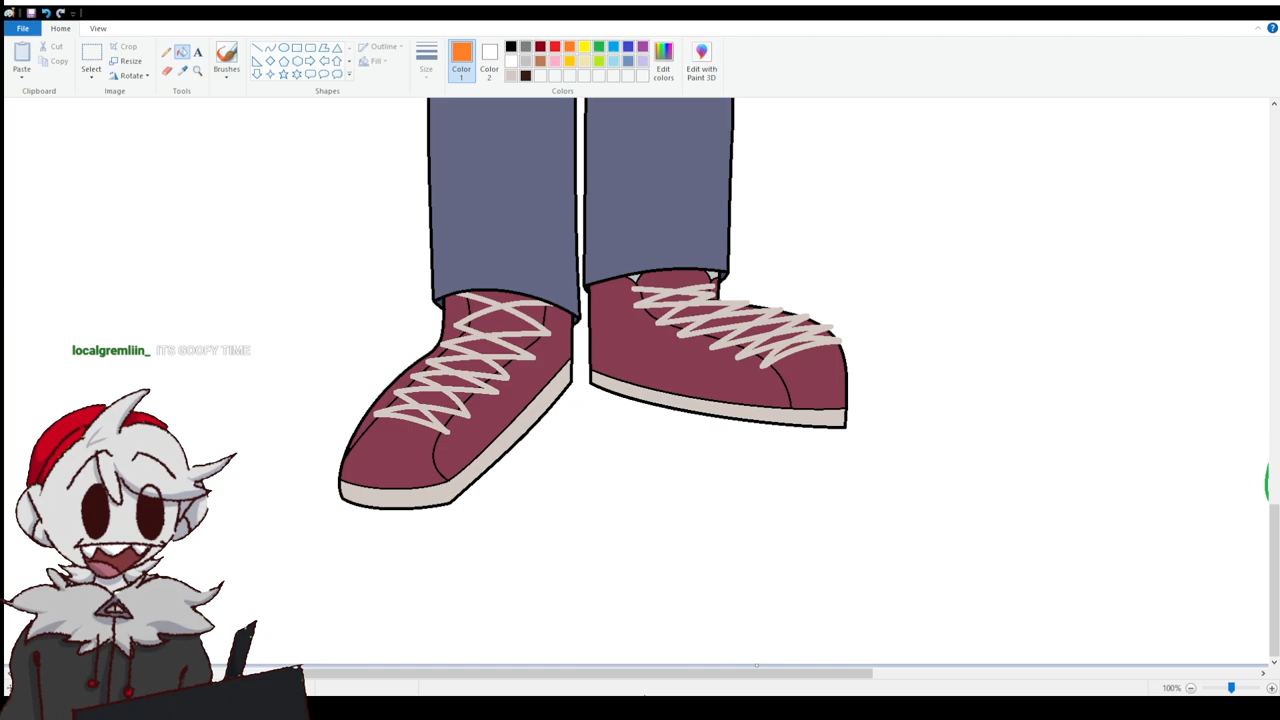 File
Home
View
Paste
Cut
Copy
Clipboard
Select
Crop
Resize
Rotate
Image
Tools
A
Brushes
Shapes
Outline
Fill
Size
Color
1
Color
2
Edit
colors
Colors
Edit with
Paint 3D
localgremliin_ ITS GOOFY TIME
100%